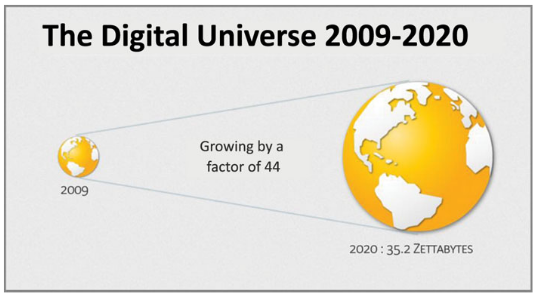 The Digital Universe 2009-2020
Growing by a
factor of 44
2009
2020 : 35.2 ZETTABYTES